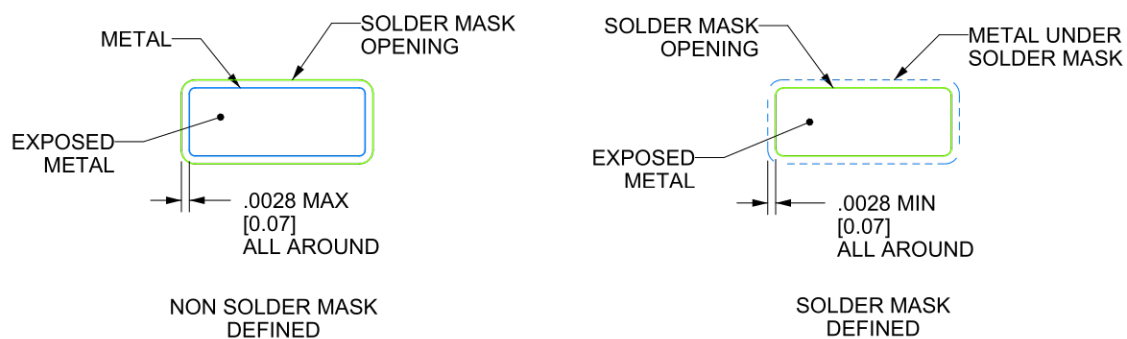 METAL
SOLDER MASK
OPENING
EXPOSED
METAL
.0028 MAX
[0.07]
ALL AROUND
NON SOLDER MASK
DEFINED
SOLDER MASK
OPENING
METAL UNDER
SOLDER MASK
EXPOSED
METAL
.0028 MIN
[0.07]
ALL AROUND
SOLDER MASK
DEFINED